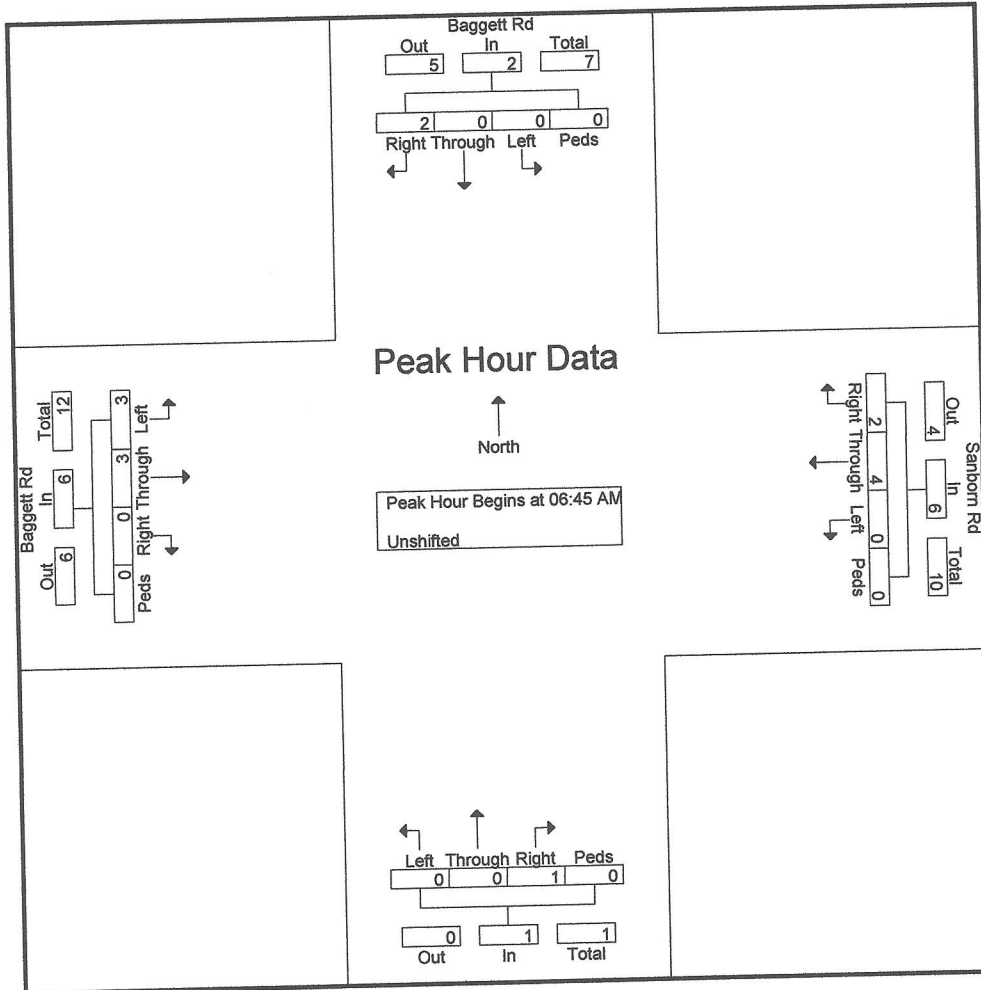 Baggett Rd
Out In Total
5 2 7
2 0 0 0
Right Through Left Peds
Peak Hour Data
North
Peak Hour Begins at 06:45 AM
Unshifted
Baggett Rd
Total In Out
12 6 6
3 3 0 0
Left Through Right Peds
Sanborn Rd
Out In Total
4 6 10
2 4 0 0
Right Through Left Peds
Left Through Right Peds
0 0 1 0
0 1 1
Out In Total